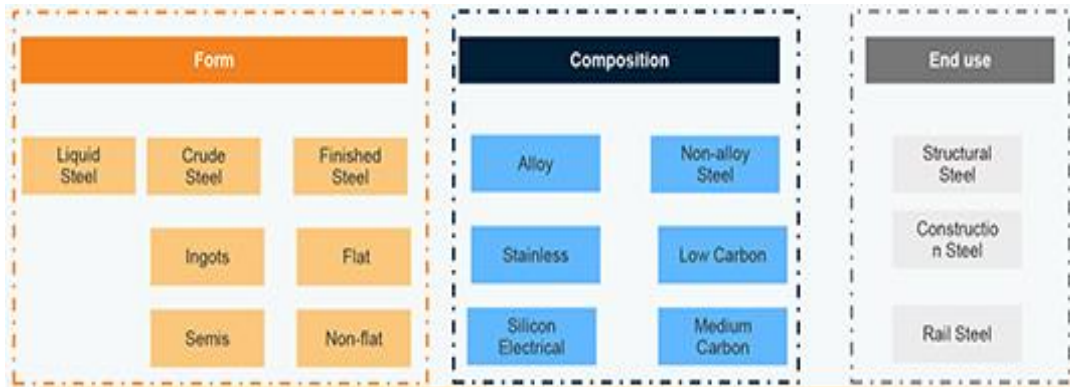 Form
Composition
End use
Liquid
Steel
Crude
Steel
Finished
Steel
Alloy
Non-alloy
Steel
Structural
Steel
Ingots
Flat
Stainless
Low Carbon
Constructio
n Steel
Semis
Non-flat
Silicon
Electrical
Medium
Carbon
Rail Steel